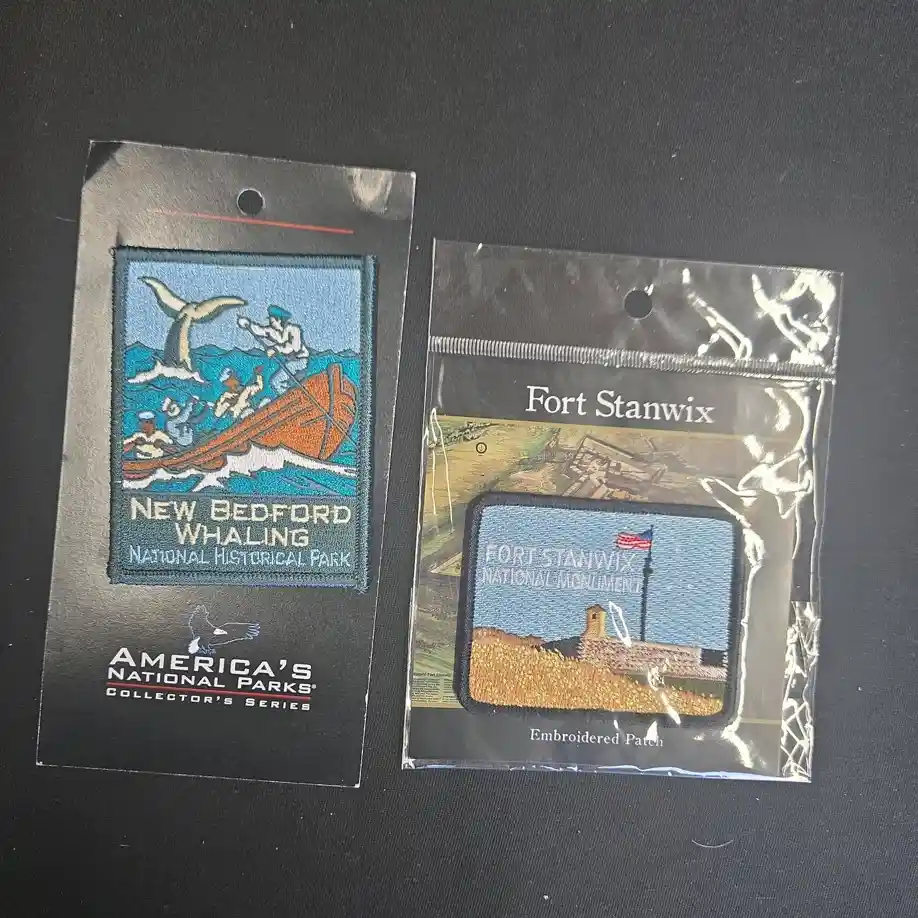 NEW BEDFORD
WHALING
NATIONAL HISTORICAL PARK
AMERICA'S
NATIONAL PARKS®
COLLECTOR'S SERIES
Fort Stanwix
FORT STANWIX
NATIONAL MONUMENT
Embroidered Patch